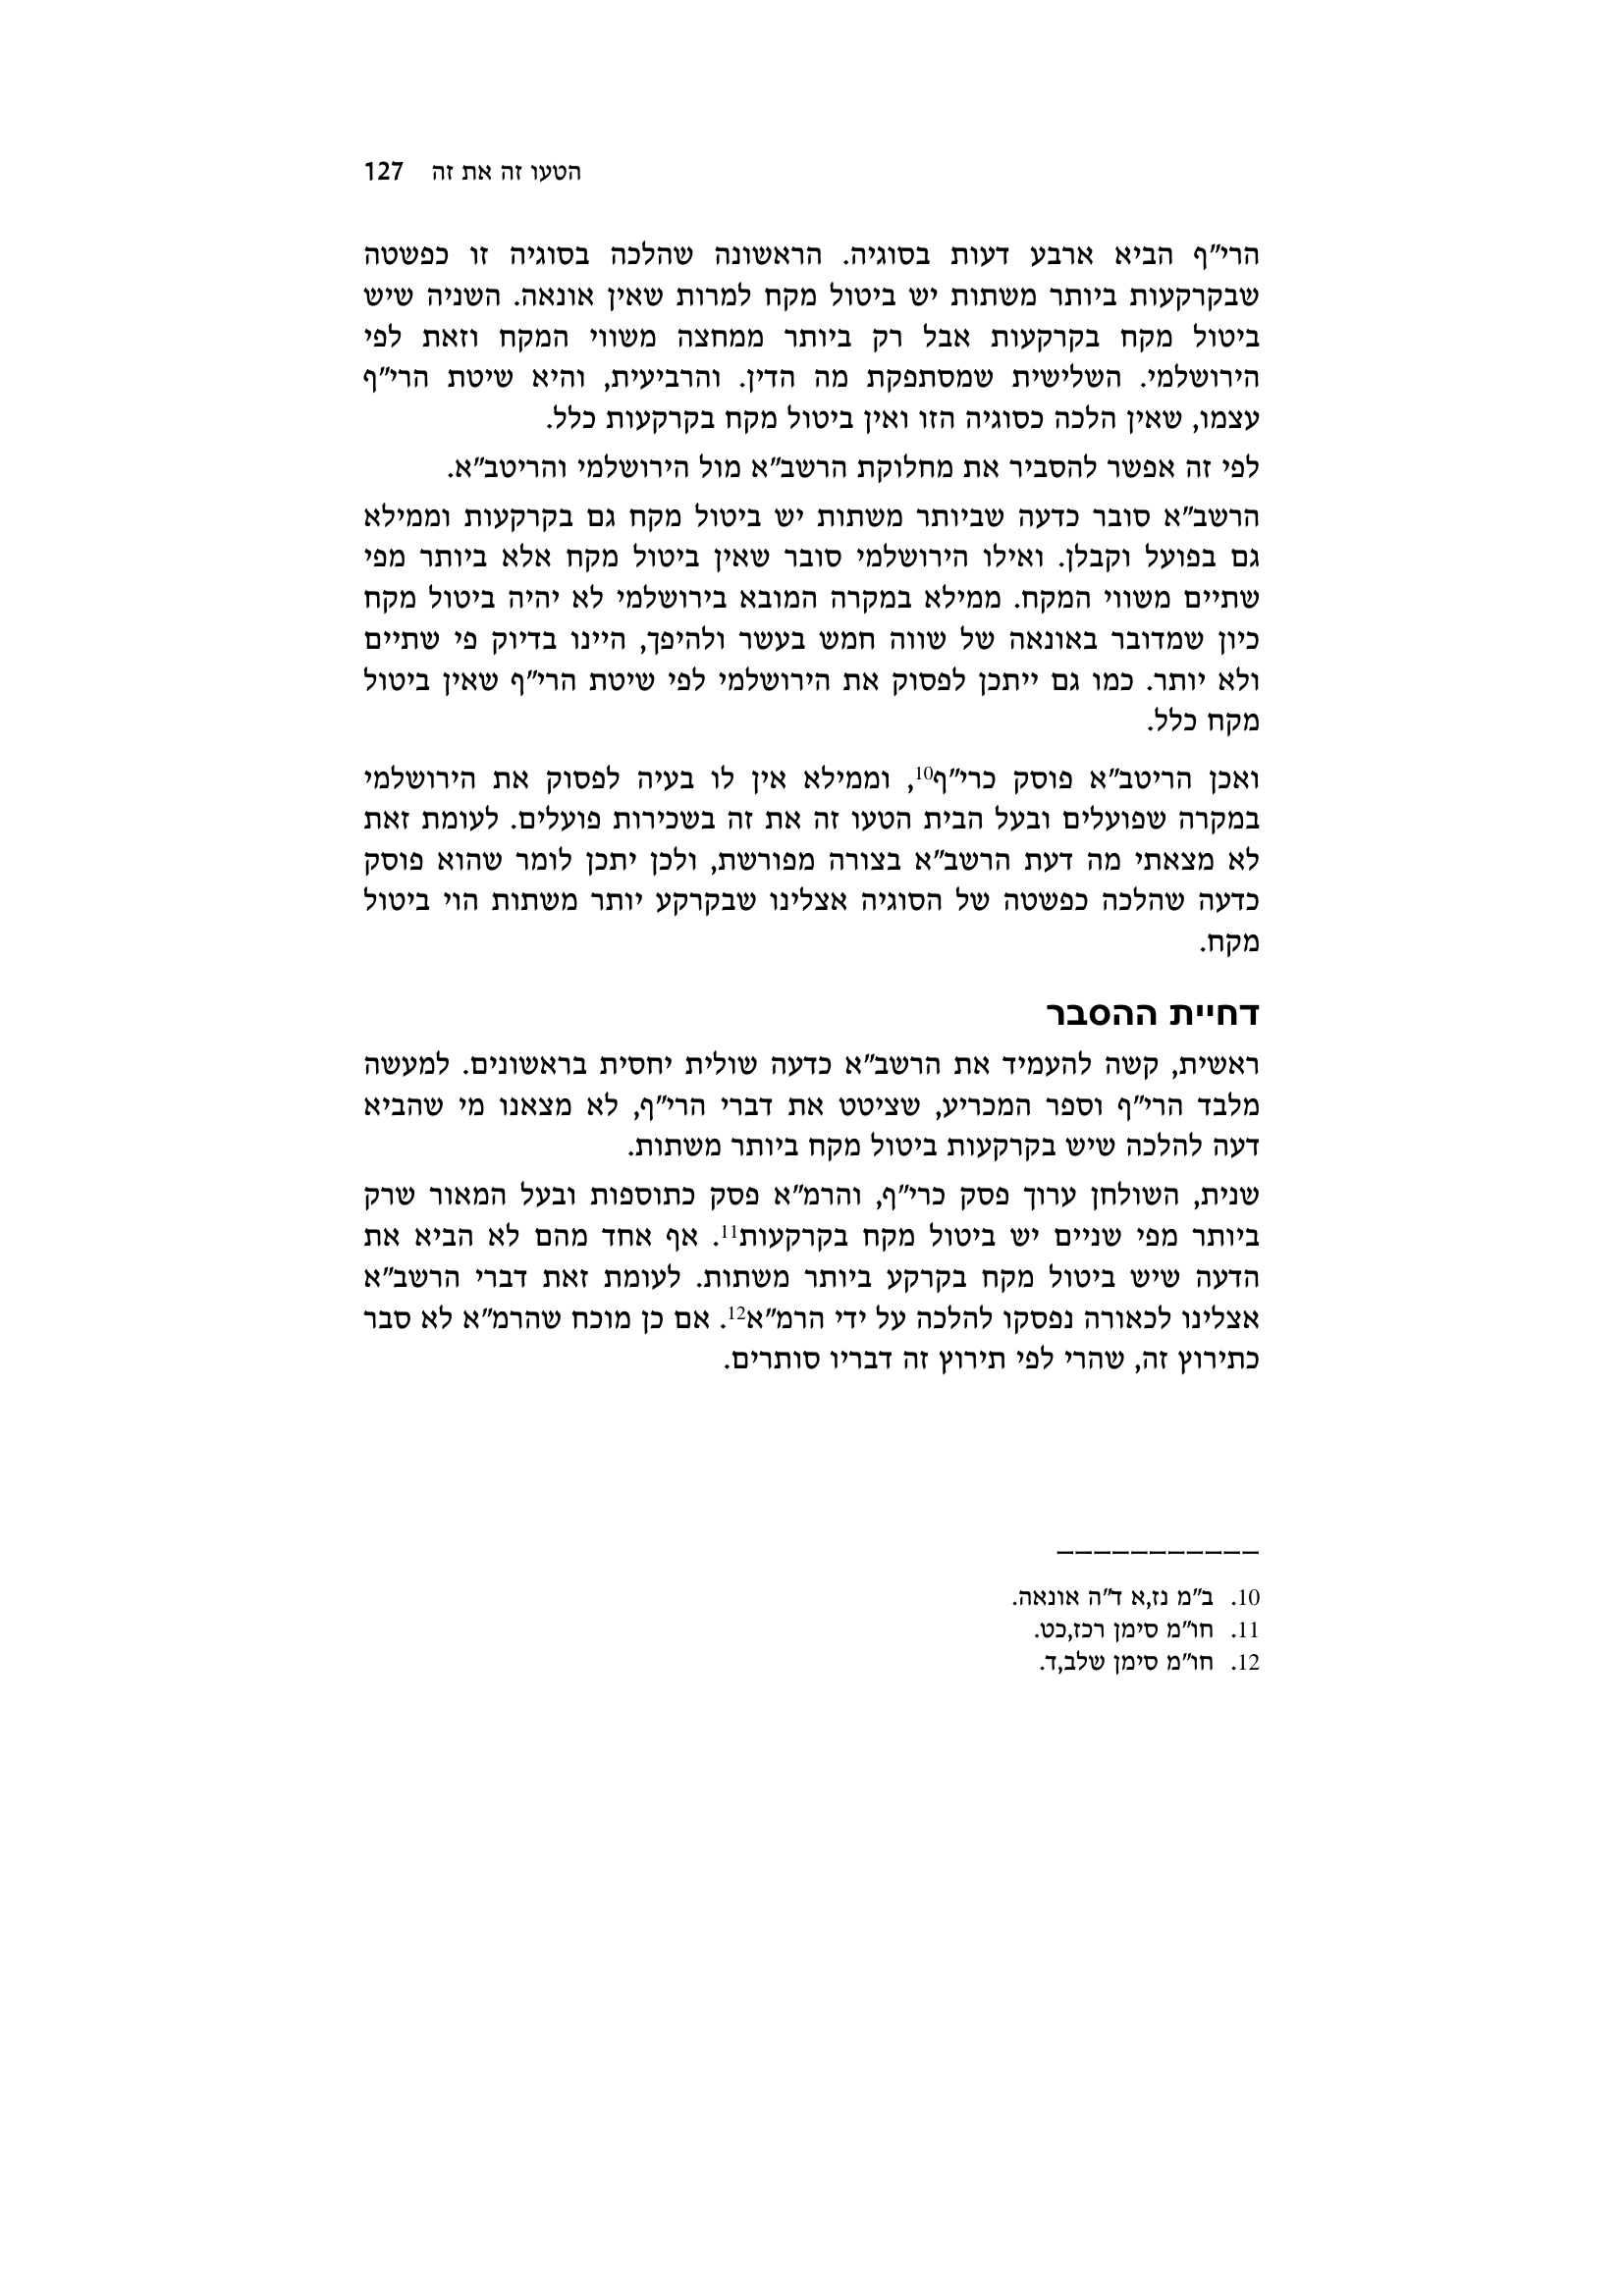 הטעו זה את זה 127
הרי"ף הביא ארבע דעות בסוגיה. הראשונה שהלכה בסוגיה זו כפשטה
שבקרקעות ביותר משתות יש ביטול מקח למרות שאין אונאה. השניה שיש
ביטול מקח בקרקעות אבל רק ביותר ממחצה משווי המקח וזאת לפי
הירושלמי. השלישית שמסתפקת מה הדין. והרביעית, והיא שיטת הרי"ף
עצמו, שאין הלכה כסוגיה הזו ואין ביטול מקח בקרקעות כלל.
לפי זה אפשר להסביר את מחלוקת הרשב"א מול הירושלמי והריטב"א.
הרשב"א סובר כדעה שביותר משתות יש ביטול מקח גם בקרקעות וממילא
גם בפועל וקבלן. ואילו הירושלמי סובר שאין ביטול מקח אלא ביותר מפי
שתיים משווי המקח. ממילא במקרה המובא בירושלמי לא יהיה ביטול מקח
כיון שמדובר באונאה של שווה חמש בעשר ולהיפך, היינו בדיוק פי שתיים
ולא יותר. כמו גם ייתכן לפסוק את הירושלמי לפי שיטת הרי"ף שאין ביטול
מקח כלל.
ואכן הריטב"א פוסק כרי"ף10, וממילא אין לו בעיה לפסוק את הירושלמי
במקרה שפועלים ובעל הבית הטעו זה את זה בשכירות פועלים. לעומת זאת
לא מצאתי מה דעת הרשב"א בצורה מפורשת, ולכן יתכן לומר שהוא פוסק
כדעה שהלכה כפשטה של הסוגיה אצלינו שבקרקע יותר משתות הוי ביטול
מקח.
דחיית ההסבר
ראשית, קשה להעמיד את הרשב"א כדעה שולית יחסית בראשונים. למעשה
מלבד הרי"ף וספר המכריע, שציטט את דברי הרי"ף, לא מצאנו מי שהביא
דעה להלכה שיש בקרקעות ביטול מקח ביותר משתות.
שנית, השולחן ערוך פסק כרי"ף, והרמ"א פסק כתוספות ובעל המאור שרק
ביותר מפי שניים יש ביטול מקח בקרקעות11. אף אחד מהם לא הביא את
הדעה שיש ביטול מקח בקרקע ביותר משתות. לעומת זאת דברי הרשב"א
אצלינו לכאורה נפסקו להלכה על ידי הרמ"א12. אם כן מוכח שהרמ"א לא סבר
כתירוץ זה, שהרי לפי תירוץ זה דבריו סותרים.
___________
10. ב"מ נז,א ד"ה אונאה.
11. חו"מ סימן רכז,כט.
12. חו"מ סימן שלב,ד.